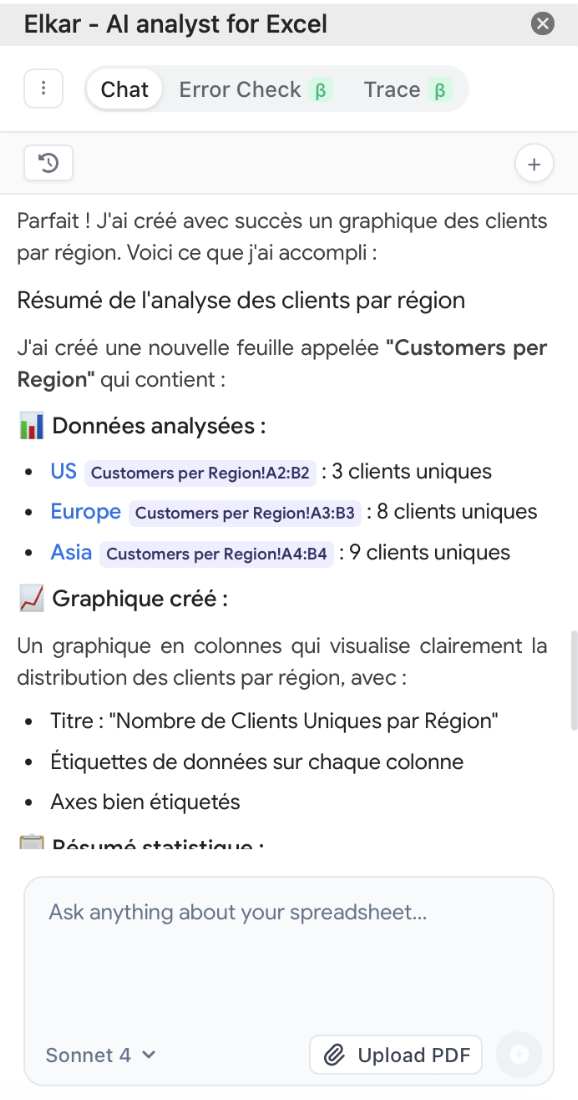 Elkar - AI analyst for Excel
Chat Error Check β Trace β
Parfait ! J'ai créé avec succès un graphique des clients
par région. Voici ce que j'ai accompli :
Résumé de l'analyse des clients par région
J'ai créé une nouvelle feuille appelée "Customers per
Region" qui contient :
Données analysées :
• US Customers per Region!A2:B2 : 3 clients uniques
• Europe Customers per Region!A3:B3 : 8 clients uniques
• Asia Customers per Region!A4:B4 : 9 clients uniques
Graphique créé :
Un graphique en colonnes qui visualise clairement la
distribution des clients par région, avec :
• Titre : "Nombre de Clients Uniques par Région"
• Étiquettes de données sur chaque colonne
• Axes bien étiquetés
Résumé statistique :
Ask anything about your spreadsheet...
Sonnet 4 Upload PDF